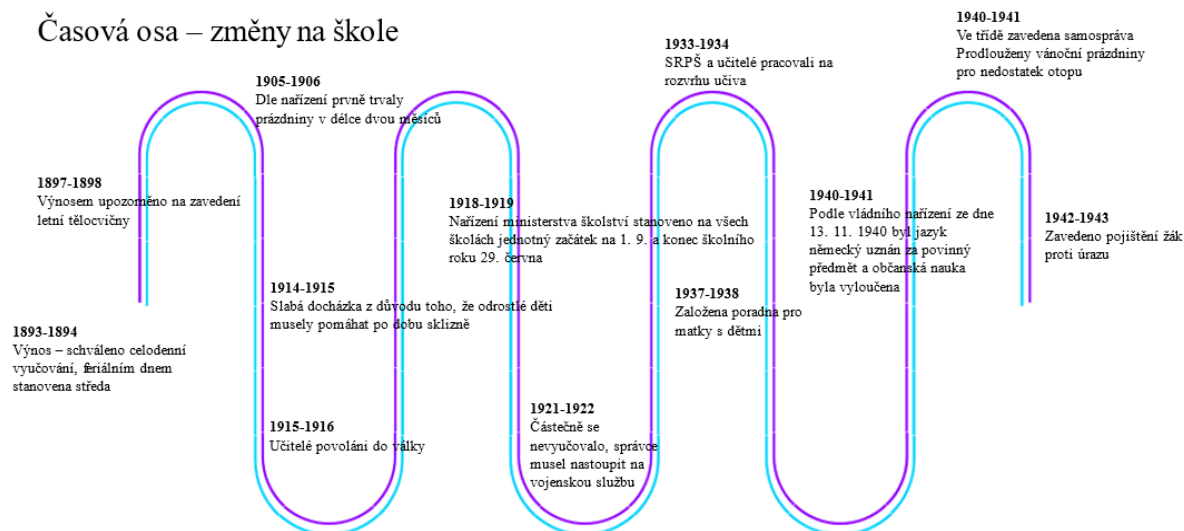 Časová osa – změny na škole
1893-1894
Výnos – schváleno celodenní
vyučování, feriálním dnem
stanovena středa
1897-1898
Výnosem upozorněno na zavedení
letní tělocvičny
1905-1906
Dle nařízení prvně trvaly
prázdniny v délce dvou měsíců
1914-1915
Slabá docházka z důvodu toho, že odrostlé děti
musely pomáhat po dobu sklizně
1915-1916
Učitelé povoláni do války
1918-1919
Nařízení ministerstva školství stanoveno na všech
školách jednotný začátek na 1. 9. a konec školního
roku 29. června
1921-1922
Částečně se
nevyučovalo, správce
musel nastoupit na
vojenskou službu
1933-1934
SRPŠ a učitelé pracovali na
rozvrhu učiva
1937-1938
Založena poradna pro
matky s dětmi
1940-1941
Podle vládního nařízení ze dne
13. 11. 1940 byl jazyk
německý uznán za povinný
předmět a občanská nauka
byla vyloučena
1940-1941
Ve třídě zavedena samospráva
Prodlouženy vánoční prázdniny
pro nedostatek otopu
1942-1943
Zavedeno pojištění žák
proti úrazu